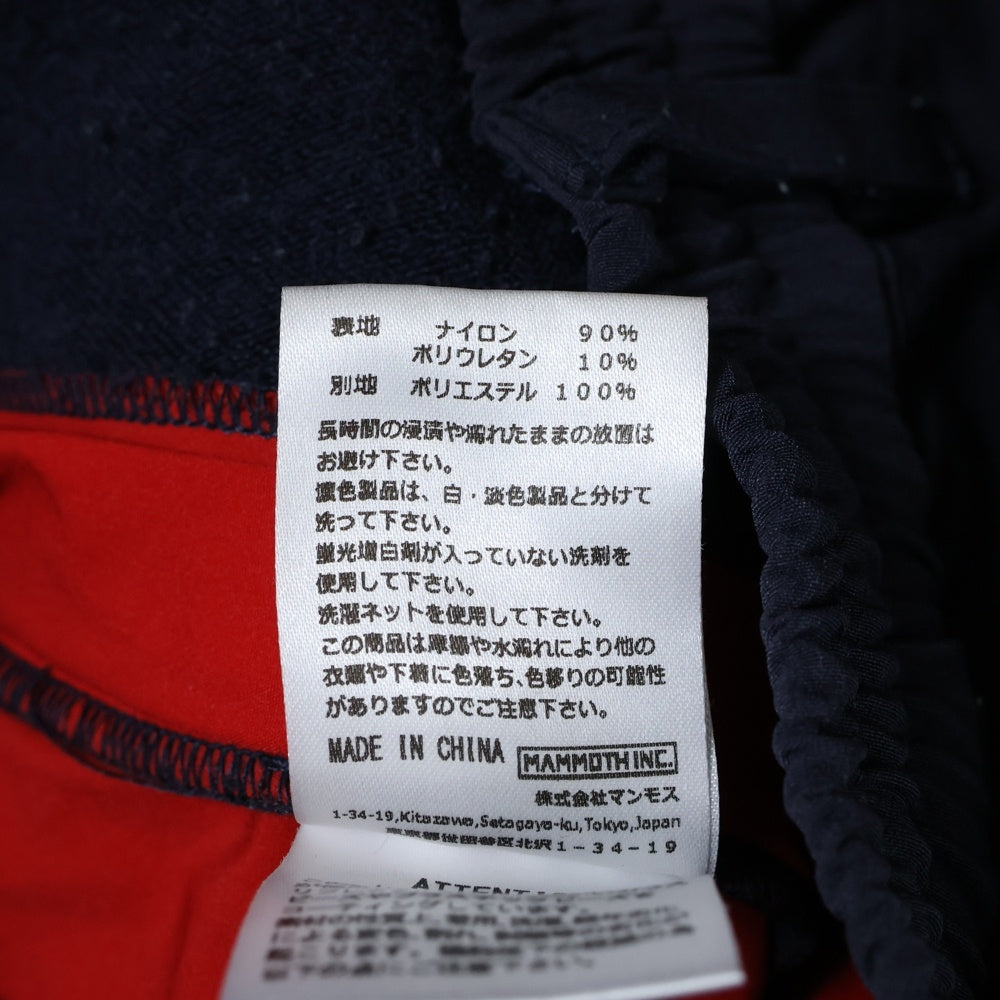 表地 ナイロン 90%
ポリウレタン 10%
別地 ポリエステル 100%
長時間の浸漬や濡れたままの放置は
お避け下さい。
濃色製品は、白・淡色製品と分けて
洗って下さい。
蛍光増白剤が入っていない洗剤を
使用して下さい。
洗濯ネットを使用して下さい。
この商品は摩擦や水濡れにより他の
衣類や下着に色落ち、色移りの可能性
がありますのでご注意下さい。
MADE IN CHINA MAMMOTH INC.
株式会社マンモス
1-34-19,Kitazawa,Setagaya-ku,Tokyo,Japan
東京都世田谷区北沢1-34-19